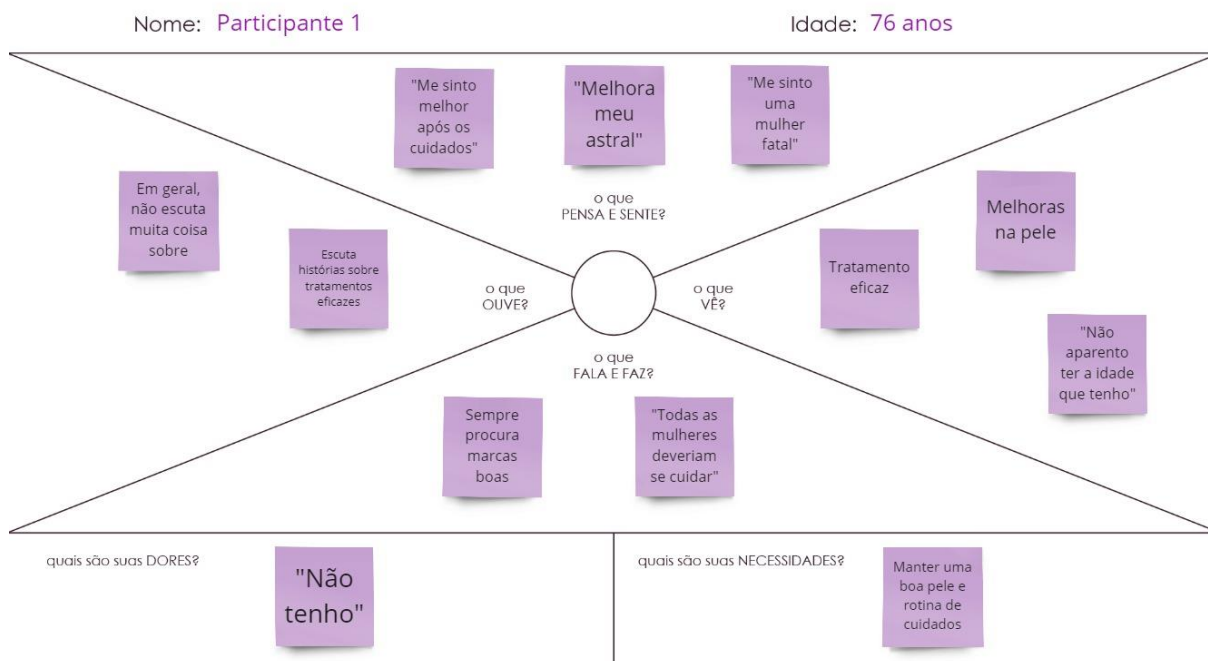 Nome: Participante 1
Idade: 76 anos
"Me sinto
melhor
após os
cuidados"
"Melhora
meu
astral"
"Me sinto
uma
mulher
fatal"
o que
PENSA E SENTE?
Em geral,
não escuta
muita coisa
sobre
Escuta
histórias sobre
tratamentos
eficazes
o que
OUVE?
o que
VÊ?
Tratamento
eficaz
Melhoras
na pele
"Não
aparento
ter a idade
que tenho"
o que
FALA E FAZ?
Sempre
procura
marcas
boas
"Todas as
mulheres
deveriam
se cuidar"
quais são suas DORES?
"Não
tenho"
quais são suas NECESSIDADES?
Manter uma
boa pele e
rotina de
cuidados